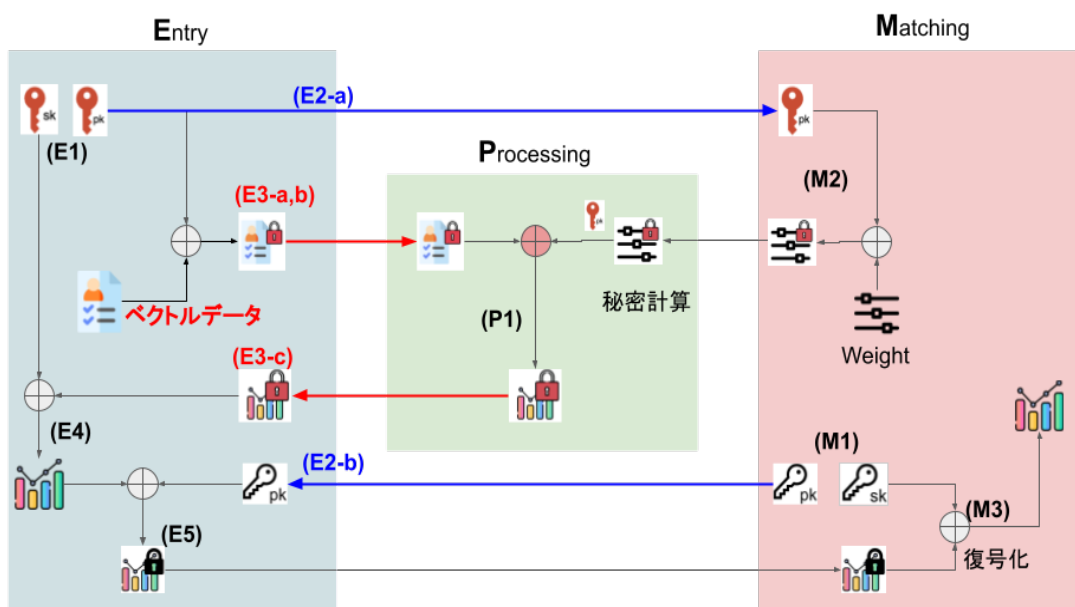 Entry
Matching
sk
pk
(E2-a)
pk
(E1)
Processing
(M2)
(E3-a,b)
pk
秘密計算
ベクトルデータ
(P1)
Weight
(E3-c)
(E4)
(M1)
(E2-b)
pk
pk
sk
(M3)
(E5)
復号化